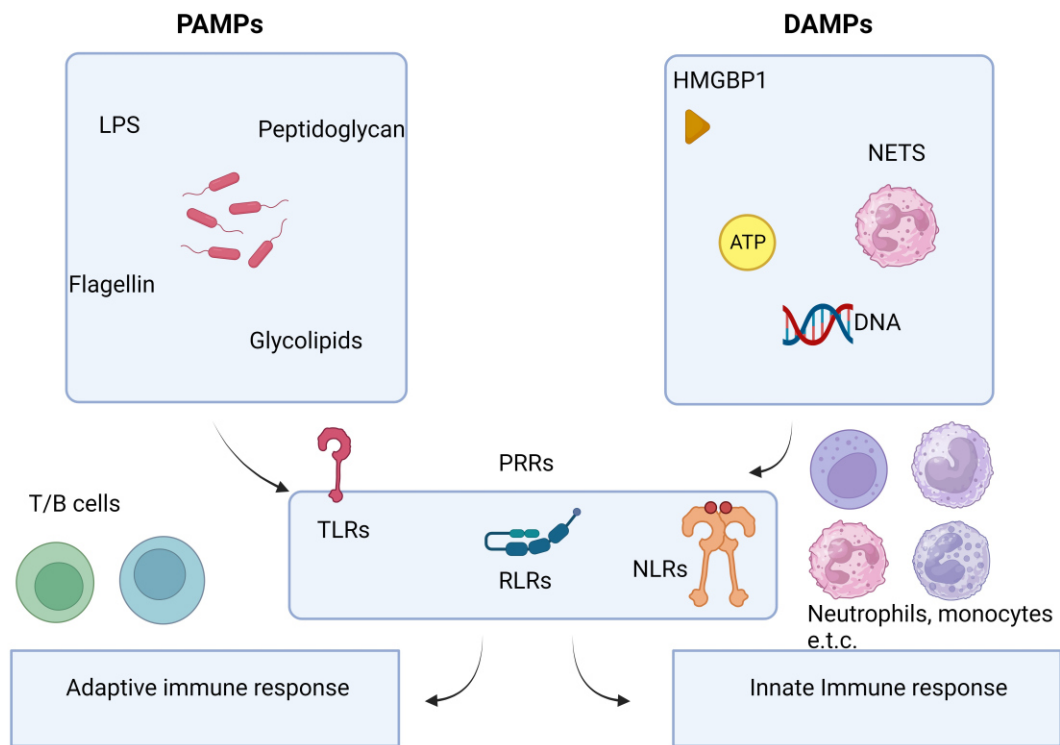 PAMPs
DAMPs
LPS
Peptidoglycan
Flagellin
Glycolipids
HMGBP1
NETS
ATP
DNA
PRRs
T/B cells
TLRs
RLRs
NLRs
Neutrophils, monocytes
e.t.c.
Adaptive immune response
Innate Immune response